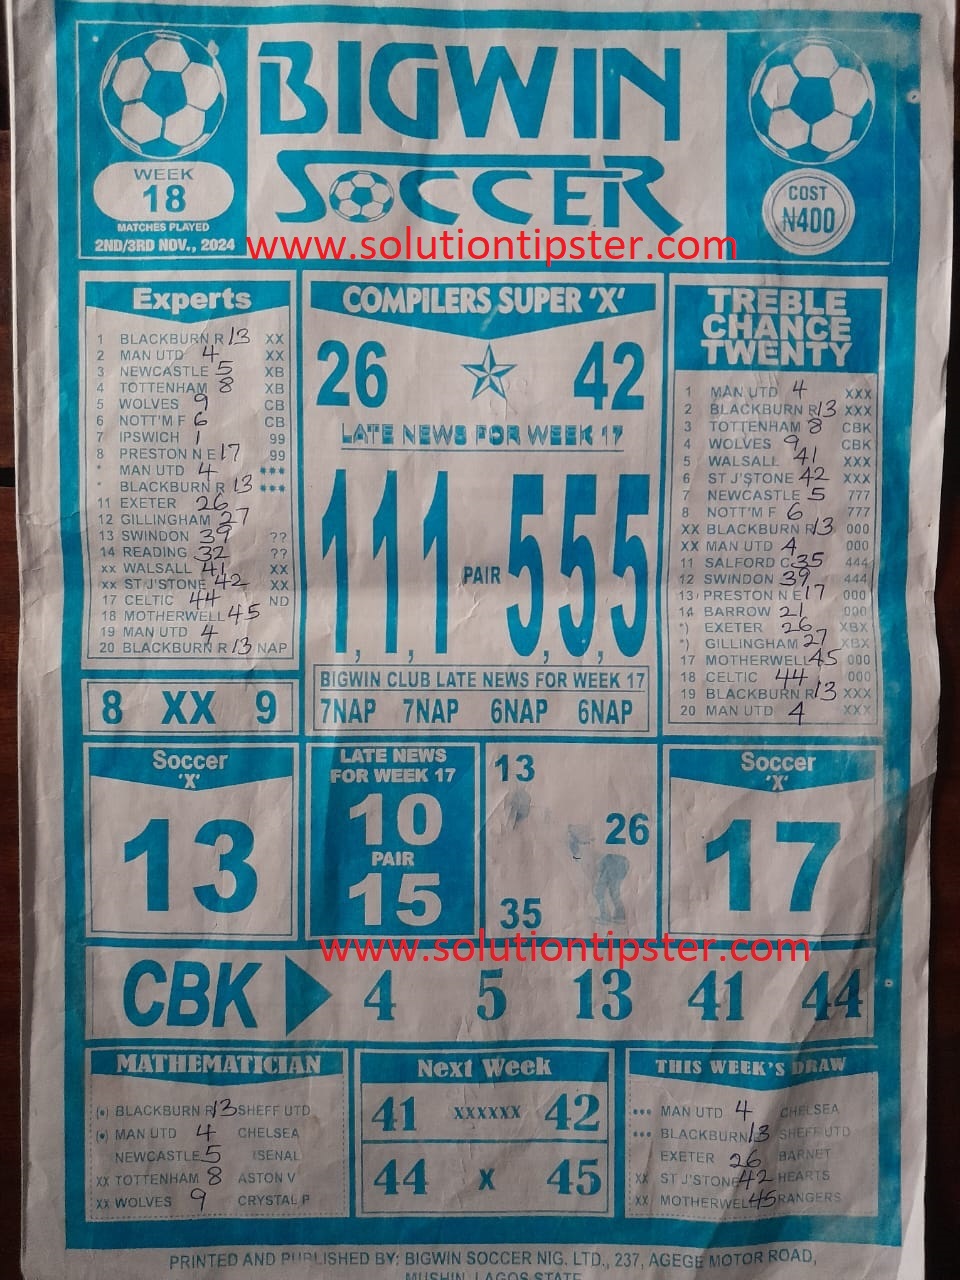 BIGWIN
SOCCER
WEEK
18
MATCHES PLAYED
2ND/3RD NOV., 2024
COST
₦400
www.solutiontipster.com
Experts
1 BLACKBURN R 13 XX
2 MAN UTD 4 XX
3 NEWCASTLE 5 XB
4 TOTTENHAM 8 XB
5 WOLVES 9 CB
6 NOTT'M F 6 CB
7 IPSWICH 1 99
8 PRESTON N E 17 99
* MAN UTD 4 ***
* BLACKBURN R 13 ***
11 EXETER 26
12 GILLINGHAM 27
13 SWINDON 39 ??
14 READING 32 ??
xx WALSALL 41 XX
xx ST J'STONE 42 XX
17 CELTIC 44 ND
18 MOTHERWELL 45
19 MAN UTD 4
20 BLACKBURN R 13 NAP
8 XX 9
COMPILERS SUPER 'X'
26 42
LATE NEWS FOR WEEK 17
1,1,1 PAIR 5,5,5
BIGWIN CLUB LATE NEWS FOR WEEK 17
7NAP 7NAP 6NAP 6NAP
TREBLE
CHANCE
TWENTY
1 MAN UTD 4 XXX
2 BLACKBURN R 13 XXX
3 TOTTENHAM 8 CBK
4 WOLVES 9 CBK
5 WALSALL 41 XXX
6 ST J'STONE 42 XXX
7 NEWCASTLE 5 777
8 NOTT'M F 6 777
XX BLACKBURN R 13 000
XX MAN UTD 4 000
11 SALFORD C 35 444
12 SWINDON 39 444
13 PRESTON N E 17 000
14 BARROW 21 000
*) EXETER 26 XBX
*) GILLINGHAM 27 XBX
17 MOTHERWELL 45 000
18 CELTIC 44 000
19 BLACKBURN R 13 XXX
20 MAN UTD 4 XXX
Soccer
'X'
13
LATE NEWS
FOR WEEK 17
10
PAIR
15
13
26
35
Soccer
'X'
17
www.solutiontipster.com
CBK 4 5 13 41 44
MATHEMATICIAN
(•) BLACKBURN R 13 SHEFF UTD
(•) MAN UTD 4 CHELSEA
NEWCASTLE 5 RSENAL
XX TOTTENHAM 8 ASTON V
XX WOLVES 9 CRYSTAL P
Next Week
41 XXXXXX 42
44 X 45
THIS WEEK'S DRAW
••• MAN UTD 4 CHELSEA
••• BLACKBURN 13 SHEFF UTD
EXETER 26 BARNET
XX ST J'STONE 42 HEARTS
XX MOTHERWELL 45 RANGERS
PRINTED AND PUBLISHED BY: BIGWIN SOCCER NIG. LTD., 237, AGEGE MOTOR ROAD,
MUSHIN, LAGOS STATE